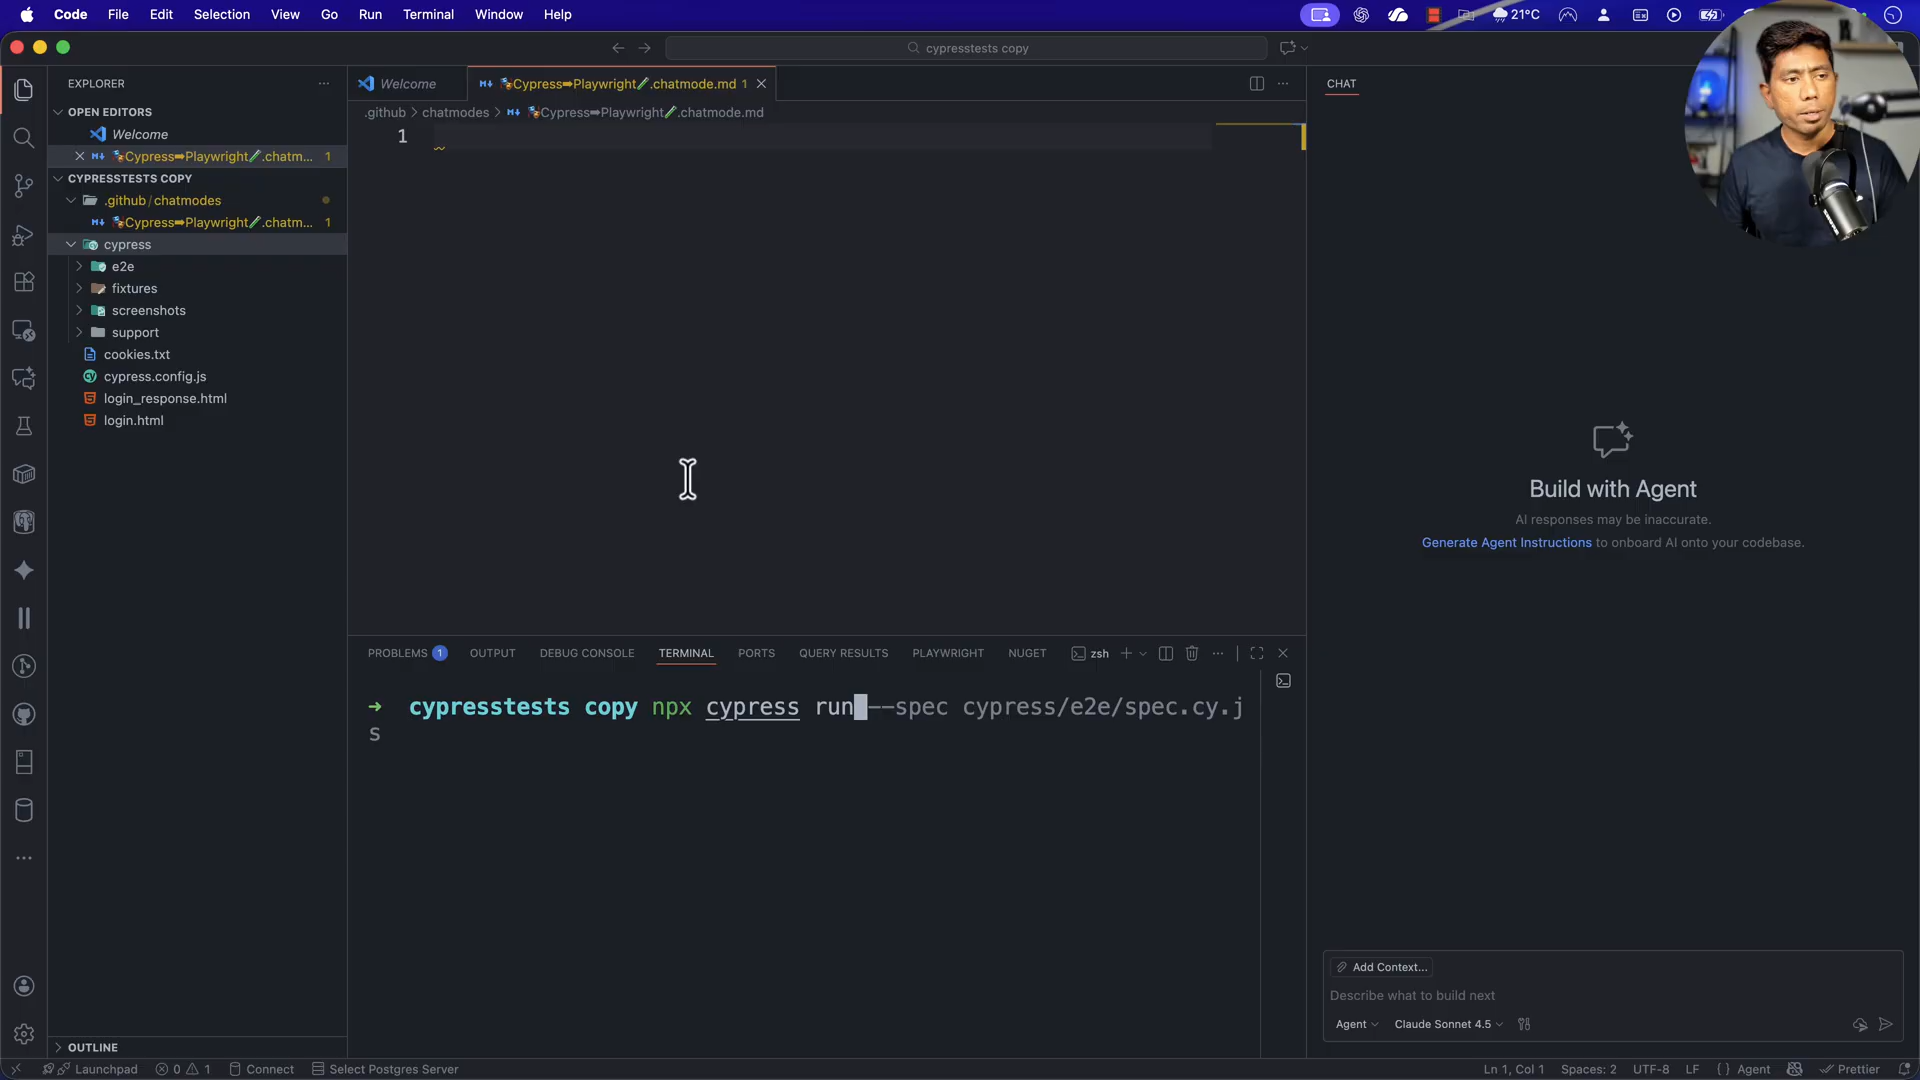 Code File Edit Selection View Go Run Terminal Window Help
21°C
cypresstests copy
EXPLORER
OPEN EDITORS
Welcome
Cypress➡Playwright🧪.chatm... 1
CYPRESSTESTS COPY
.github / chatmodes
Cypress➡Playwright🧪.chatm... 1
cypress
e2e
fixtures
screenshots
support
cookies.txt
cypress.config.js
login_response.html
login.html
OUTLINE
Welcome
Cypress➡Playwright🧪.chatmode.md 1
.github > chatmodes > Cypress➡Playwright🧪.chatmode.md
1
PROBLEMS 1 OUTPUT DEBUG CONSOLE TERMINAL PORTS QUERY RESULTS PLAYWRIGHT NUGET zsh
➜ cypresstests copy npx cypress run --spec cypress/e2e/spec.cy.j
s
CHAT
Build with Agent
AI responses may be inaccurate.
Generate Agent Instructions to onboard AI onto your codebase.
Add Context...
Describe what to build next
Agent Claude Sonnet 4.5
Launchpad 0 1 Connect Select Postgres Server
Ln 1, Col 1 Spaces: 2 UTF-8 LF { } Agent Prettier